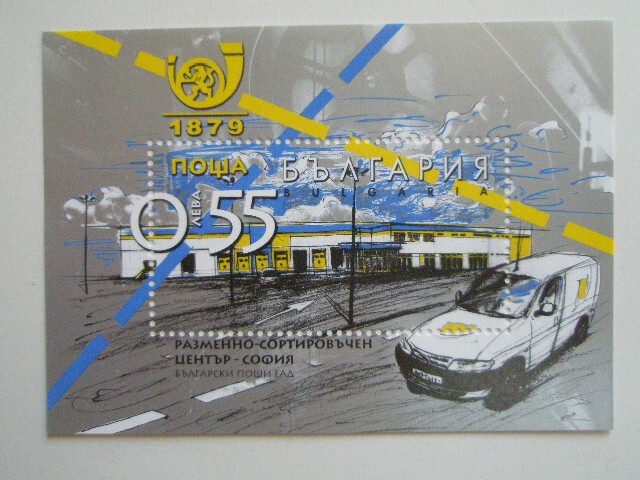 1879
ПОЩА
БЪЛГАРИЯ
BULGARIA
ЛЕВА
0.55
РАЗМЕННО-СОРТИРОВЪЧЕН
ЦЕНТЪР - СОФИЯ
БЪЛГАРСКИ ПОЩИ ЕАД